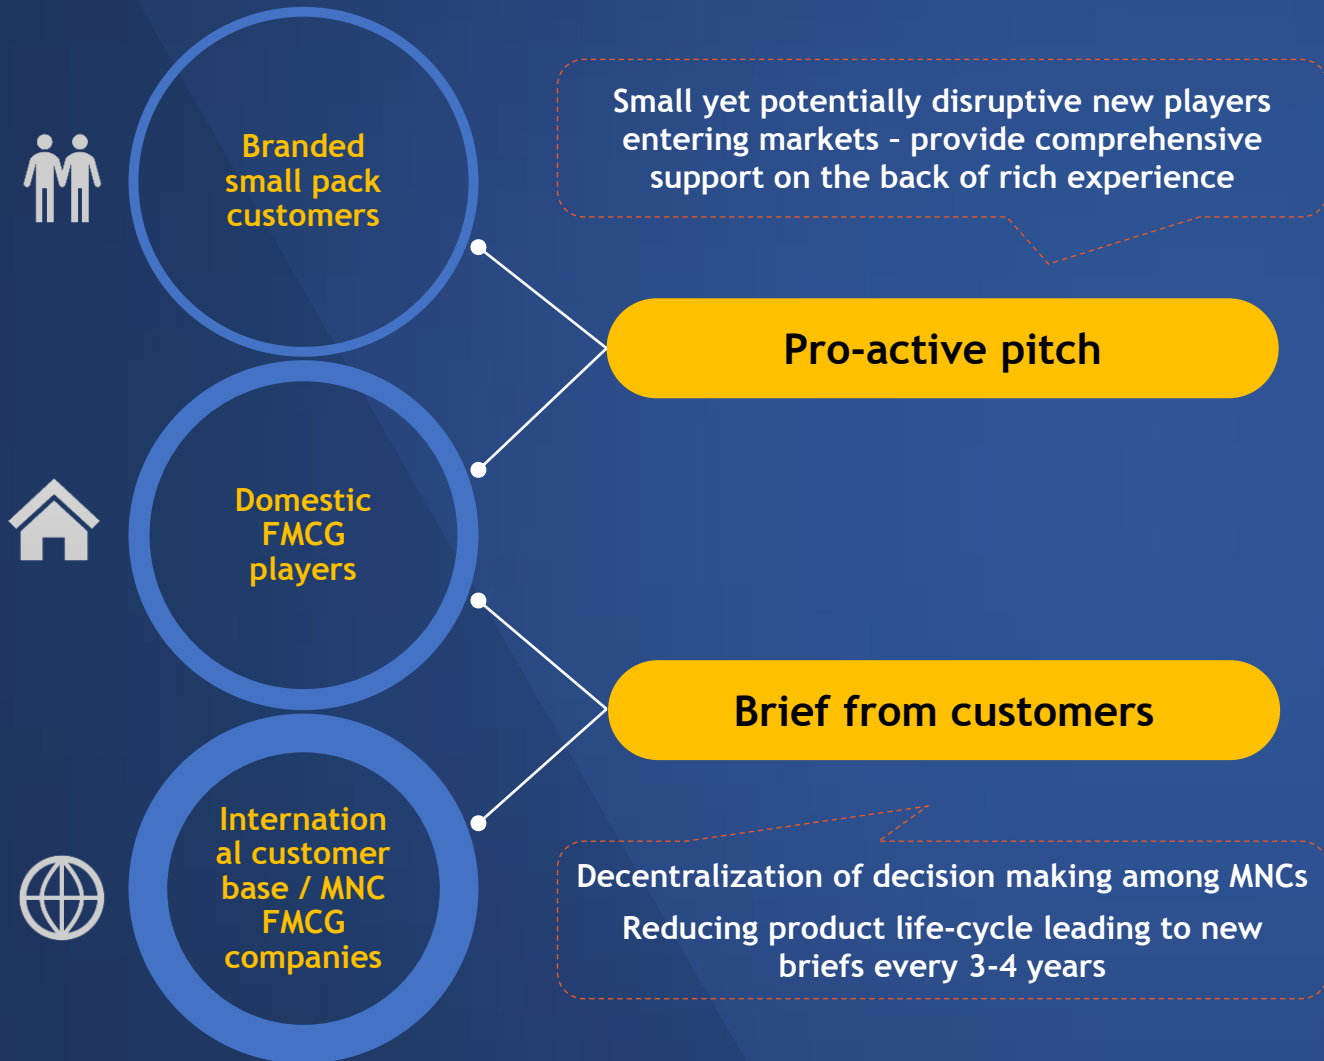 Branded
small pack
customers
Small yet potentially disruptive new players
entering markets – provide comprehensive
support on the back of rich experience
Pro-active pitch
Domestic
FMCG
players
Brief from customers
Internation
al customer
base / MNC
FMCG
companies
Decentralization of decision making among MNCs
Reducing product life-cycle leading to new
briefs every 3-4 years